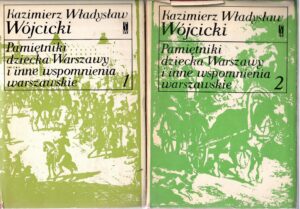 Kazimierz Władysław
Wójcicki
Pamiętniki
dziecka Warszawy
i inne wspomnienia
warszawskie 1
Kazimierz Władysław
Wójcicki
Pamiętniki
dziecka Warszawy
i inne wspomnienia
warszawskie 2